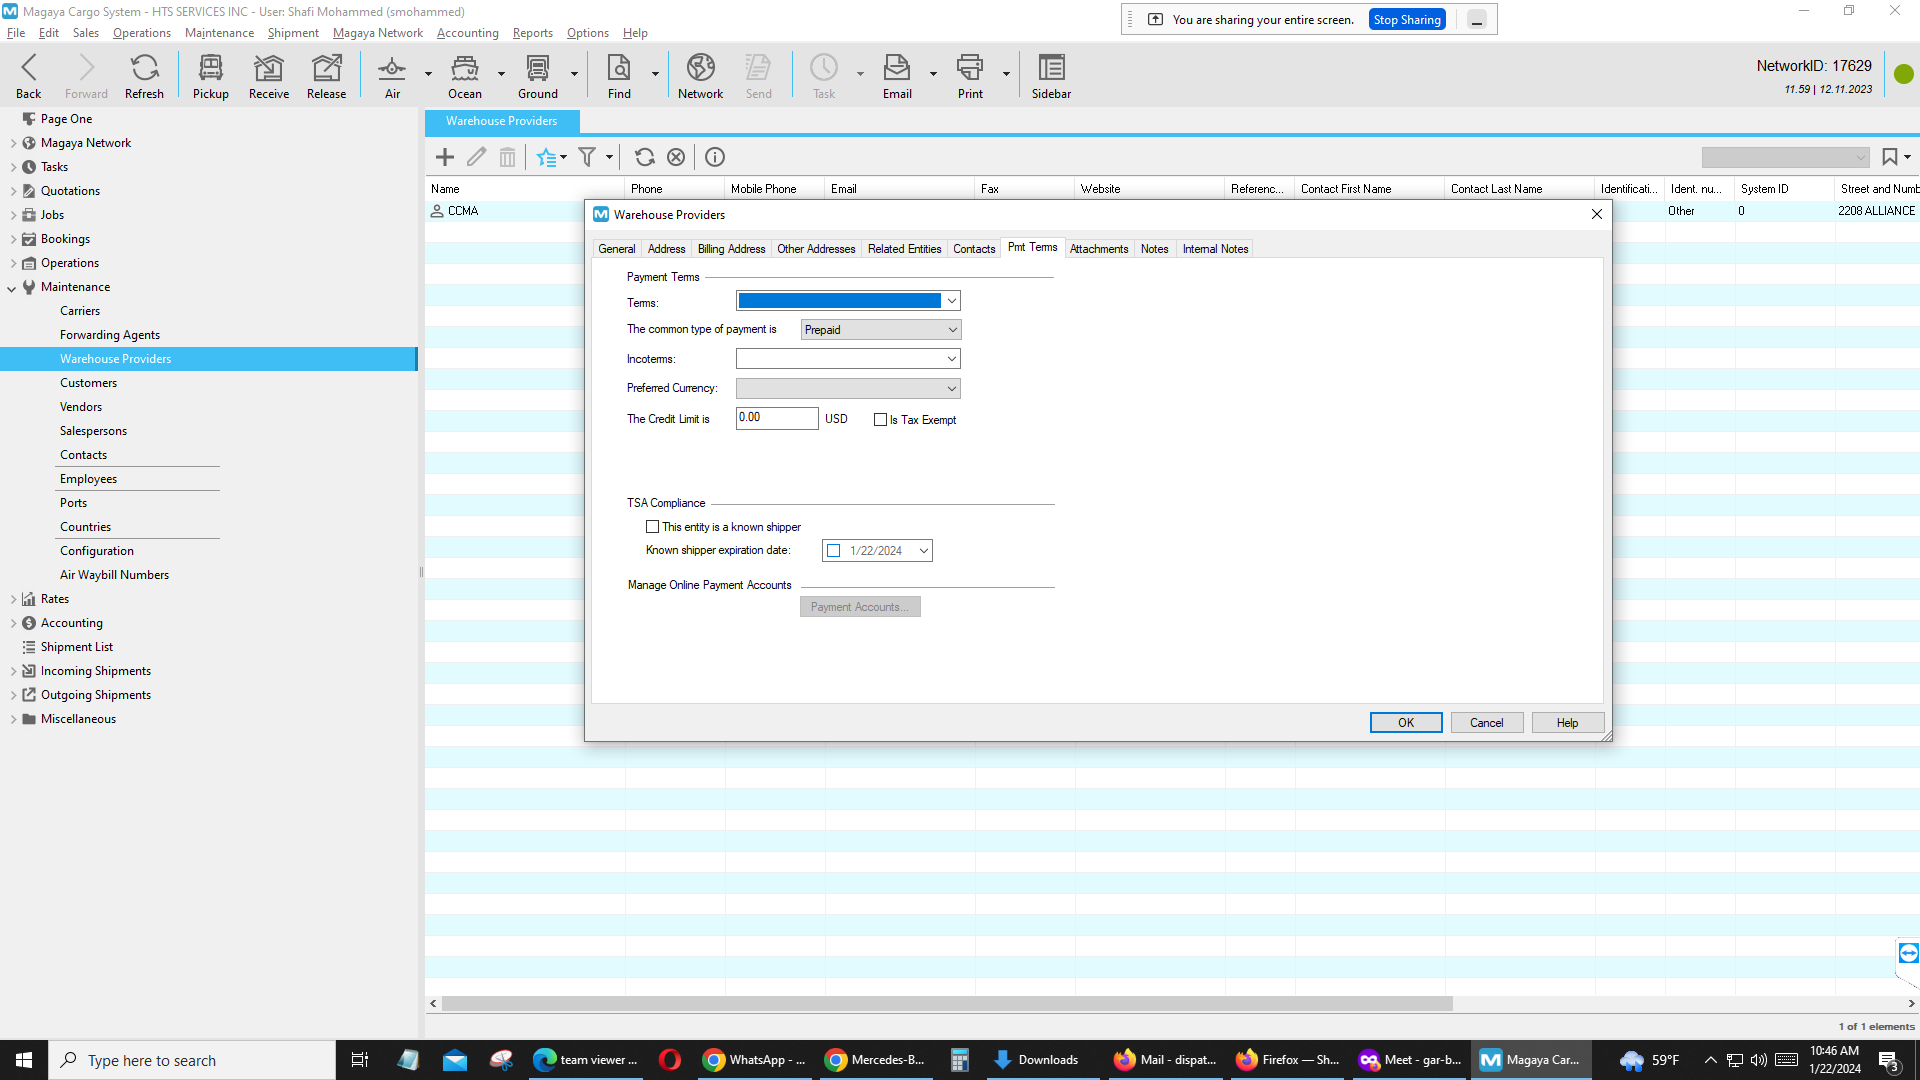 Magaya Cargo System - HTS SERVICES INC - User: Shafi Mohammed (smohammed)
You are sharing your entire screen. Stop Sharing
File Edit Sales Operations Maintenance Shipment Magaya Network Accounting Reports Options Help
Back Forward Refresh Pickup Receive Release Air Ocean Ground Find Network Send Task Email Print Sidebar
NetworkID: 17629
11.59 | 12.11.2023
Page One
Magaya Network
Tasks
Quotations
Jobs
Bookings
Operations
Maintenance
Carriers
Forwarding Agents
Warehouse Providers
Customers
Vendors
Salespersons
Contacts
Employees
Ports
Countries
Configuration
Air Waybill Numbers
Rates
Accounting
Shipment List
Incoming Shipments
Outgoing Shipments
Miscellaneous
Warehouse Providers
Name Phone Mobile Phone Email Fax Website Referenc... Contact First Name Contact Last Name Identificati... Ident. nu... System ID Street and Numb
CCMA Other 0 2208 ALLIANCE
Warehouse Providers
General Address Billing Address Other Addresses Related Entities Contacts Pmt Terms Attachments Notes Internal Notes
Payment Terms
Terms:
The common type of payment is Prepaid
Incoterms:
Preferred Currency:
The Credit Limit is 0.00 USD Is Tax Exempt
TSA Compliance
This entity is a known shipper
Known shipper expiration date: 1/22/2024
Manage Online Payment Accounts
Payment Accounts...
OK Cancel Help
1 of 1 elements
Type here to search
team viewer ... WhatsApp - ... Mercedes-B... Downloads Mail - dispat... Firefox — Sh... Meet - gar-b... Magaya Car... 59°F
10:46 AM
1/22/2024
3